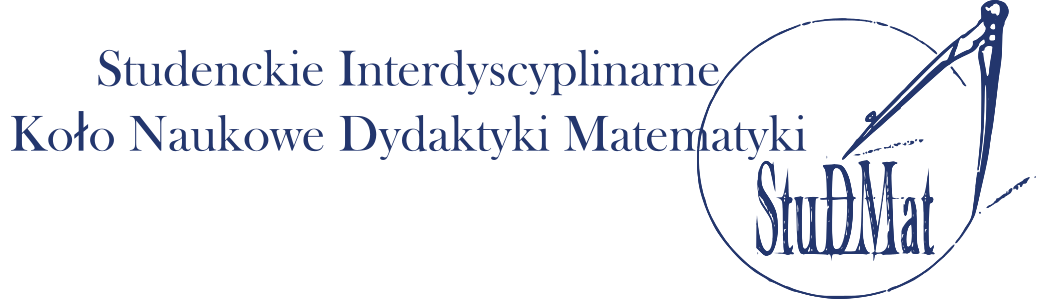 Studenckie Interdyscyplinarne
Koło Naukowe Dydaktyki Matematyki
StuDMat